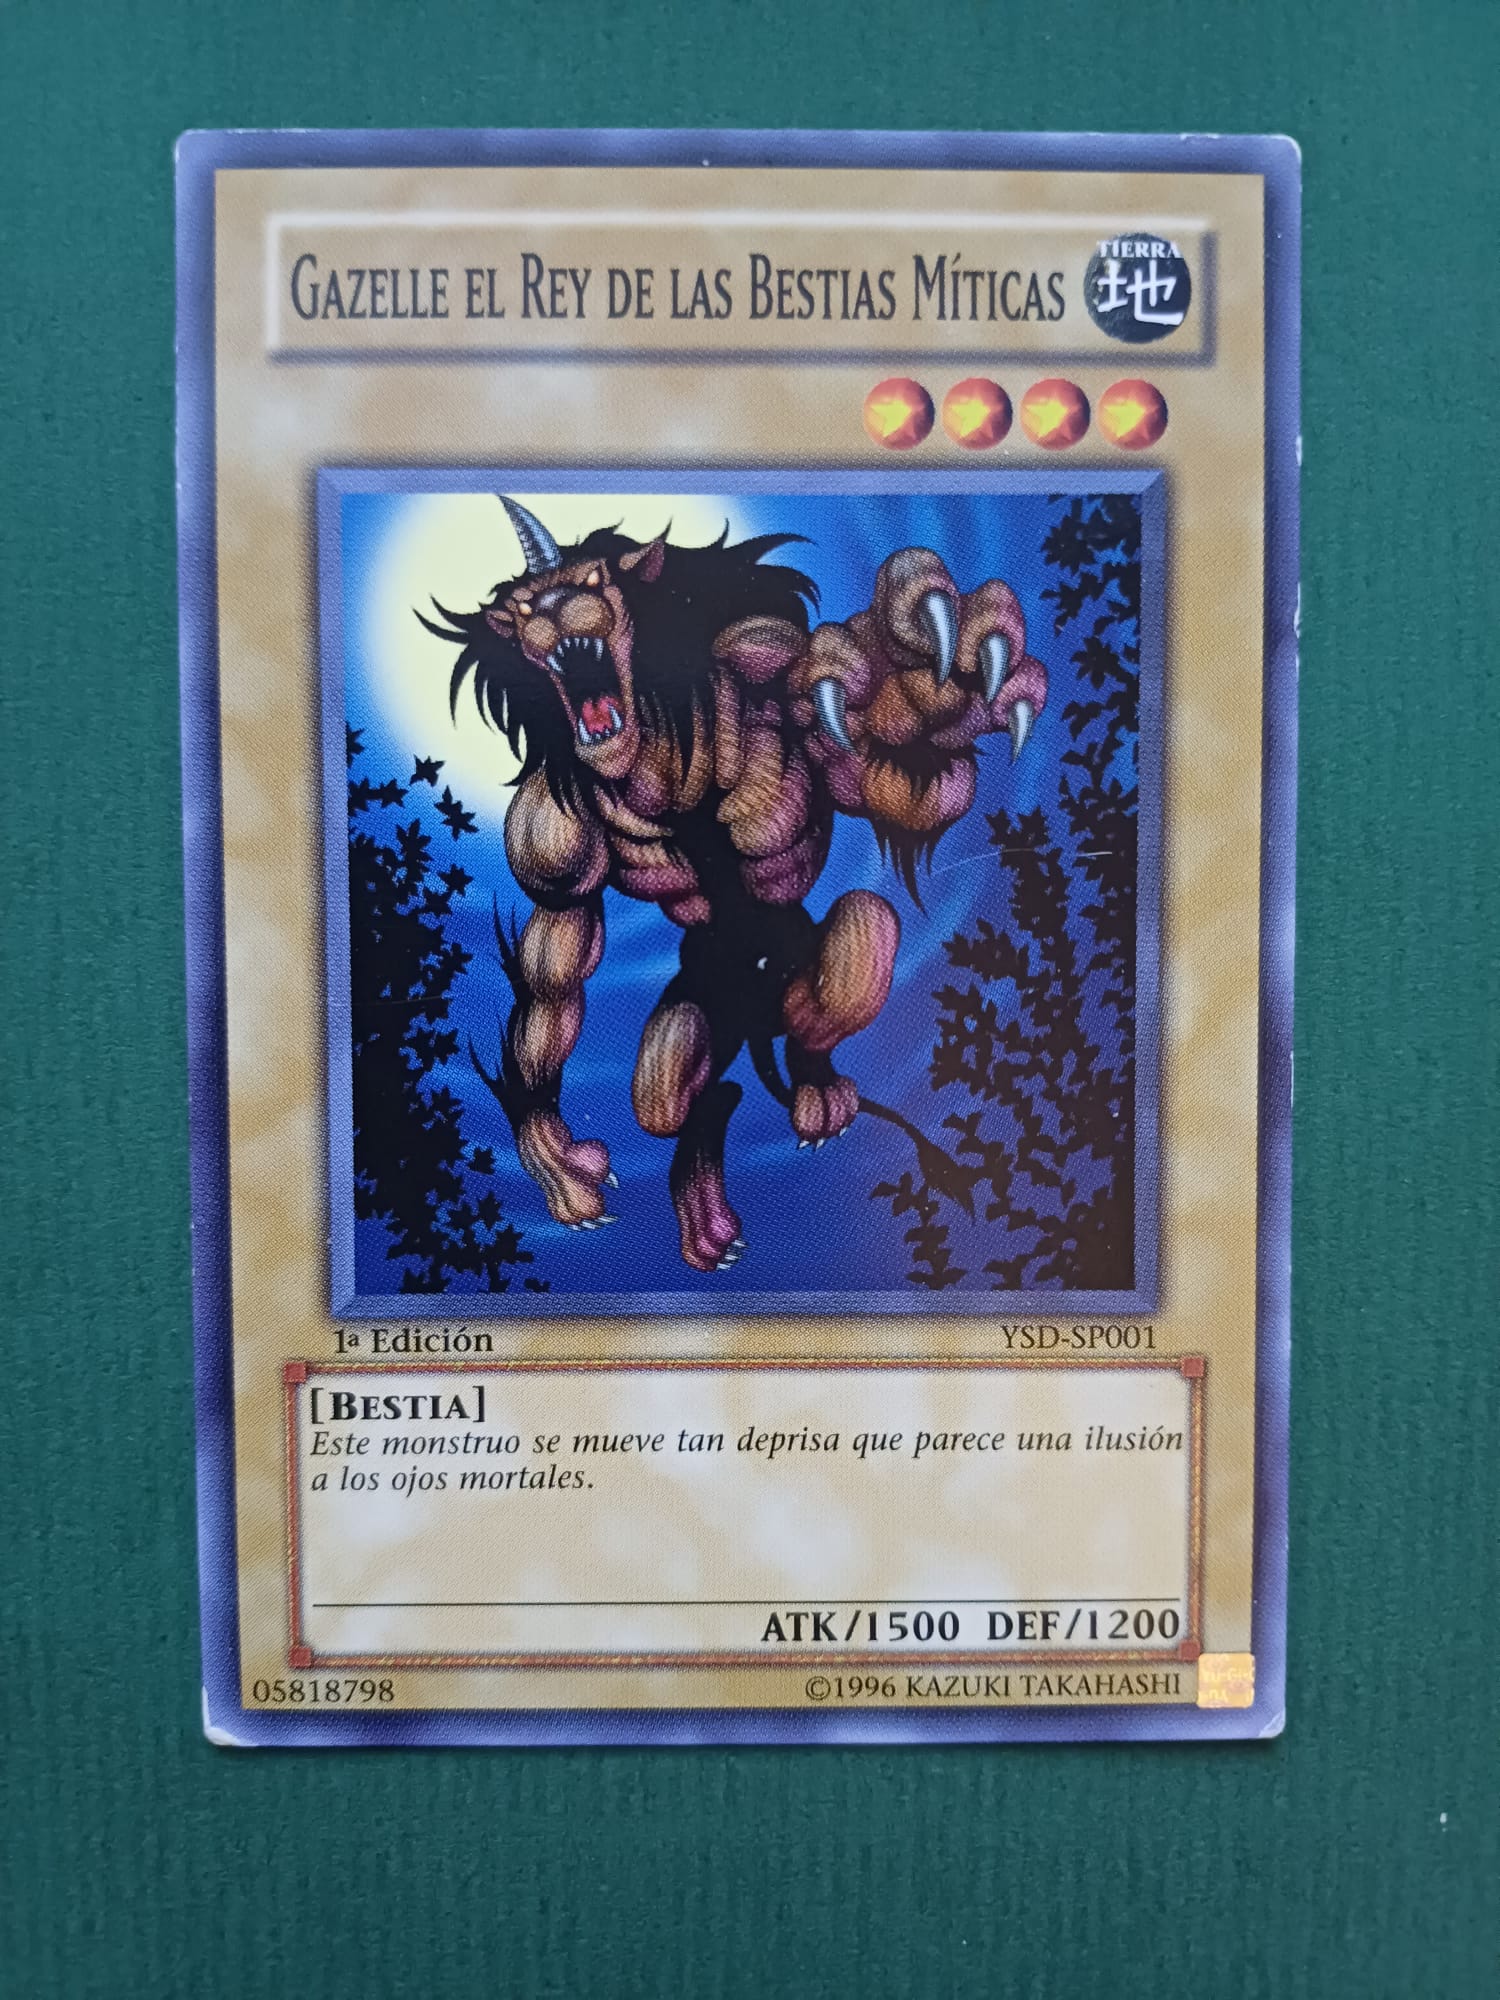 GAZELLE EL REY DE LAS BESTIAS MÍTICAS
TIERRA
地
1ª Edición
YSD-SP001
[BESTIA]
Este monstruo se mueve tan deprisa que parece una ilusión
a los ojos mortales.
ATK/1500 DEF/1200
05818798
©1996 KAZUKI TAKAHASHI